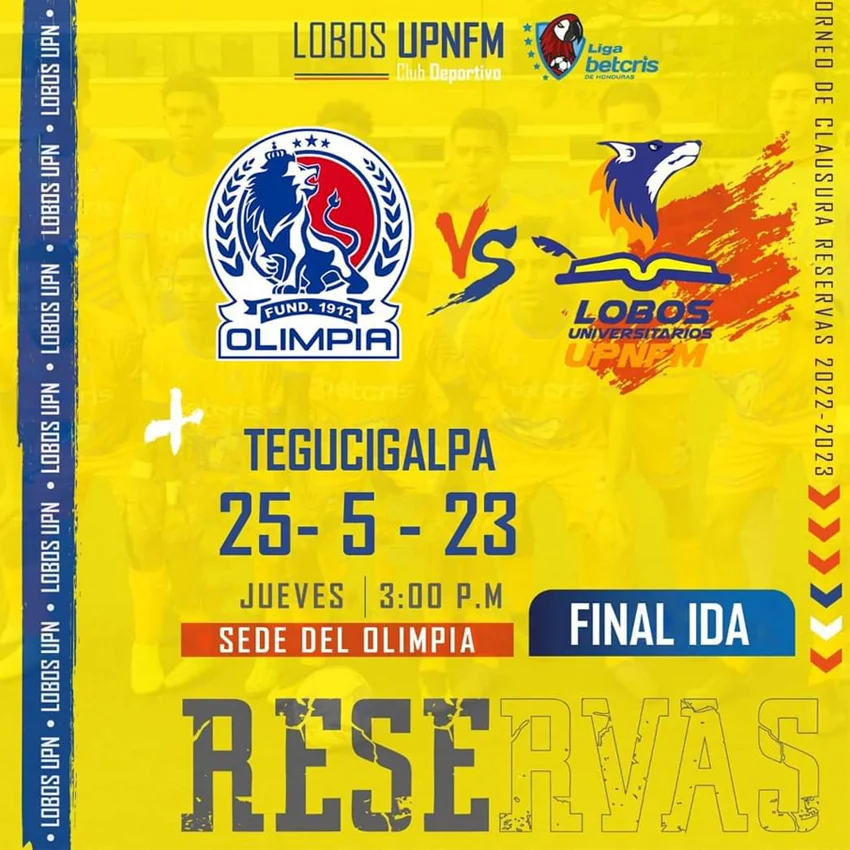 LOBOS UPNFM
Club Deportivo
Liga
betcris
DE HONDURAS
FUND. 1912
OLIMPIA
VS
LOBOS
UNIVERSITARIOS
UPNFM
TEGUCIGALPA
25- 5 - 23
JUEVES | 3:00 P.M
SEDE DEL OLIMPIA
FINAL IDA
RESERVAS
• LOBOS UPN • LOBOS UPN • LOBOS UPN • LOBOS UPN • LOBOS UPN • LOBOS UPN • LOBOS UPN •
TORNEO DE CLAUSURA RESERVAS 2022-2023